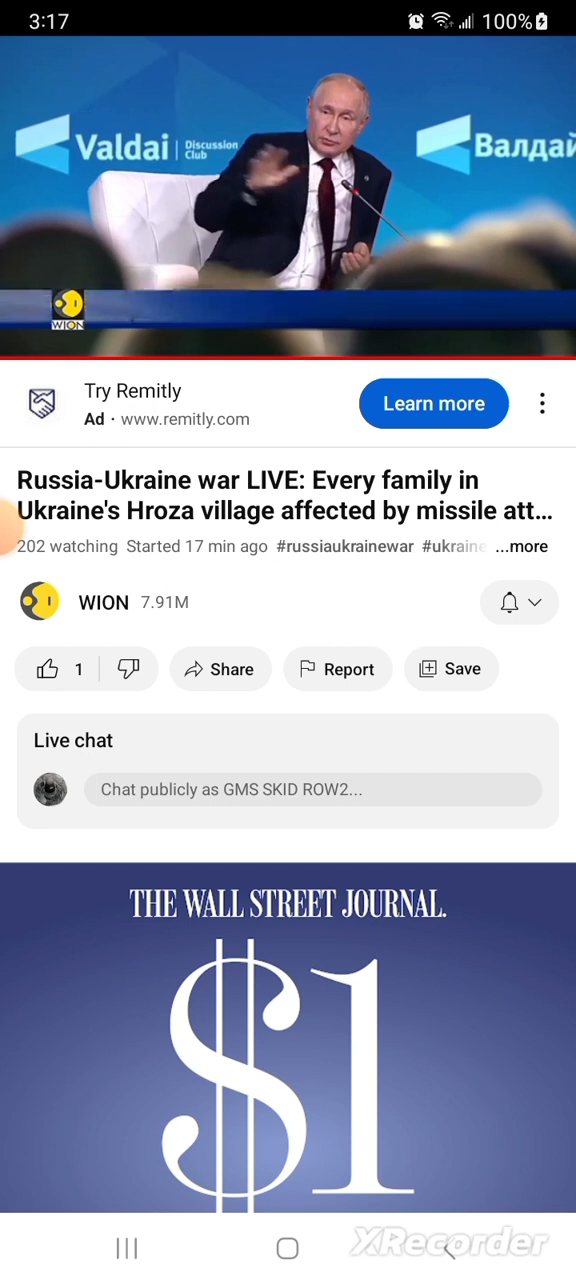 3:17
100%
Valdai
Discussion
Club
Валдай
WION
Try Remitly
Ad · www.remitly.com
Learn more
Russia-Ukraine war LIVE: Every family in
Ukraine's Hroza village affected by missile att...
202 watching Started 17 min ago #russiaukrainewar #ukraine ...more
WION 7.91M
1
Share
Report
Save
Live chat
Chat publicly as GMS SKID ROW2...
THE WALL STREET JOURNAL.
$1
XRecorder